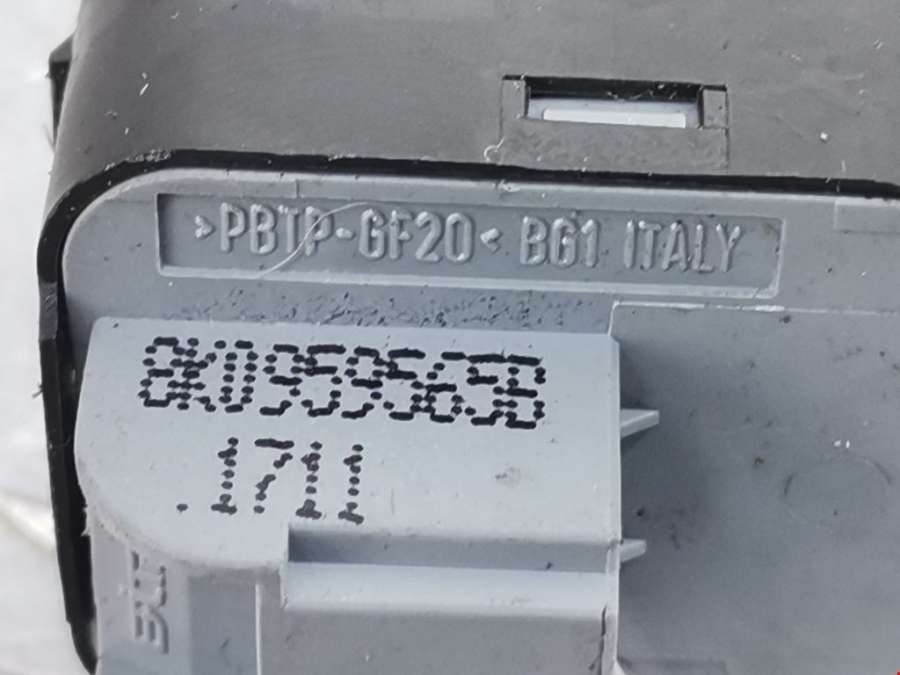 >PBTP-GF20< BG1 ITALY
8K0959565B
.1711